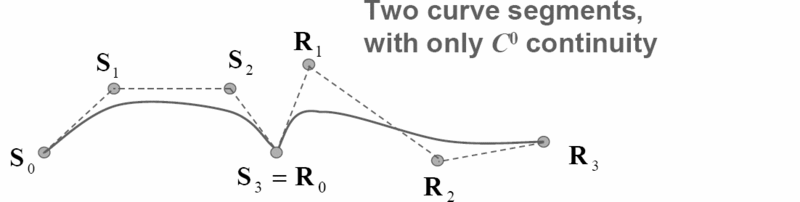 Two curve segments,
with only C⁰ continuity
R₁
S₁
S₂
S₀
S₃ = R₀
R₂
R₃